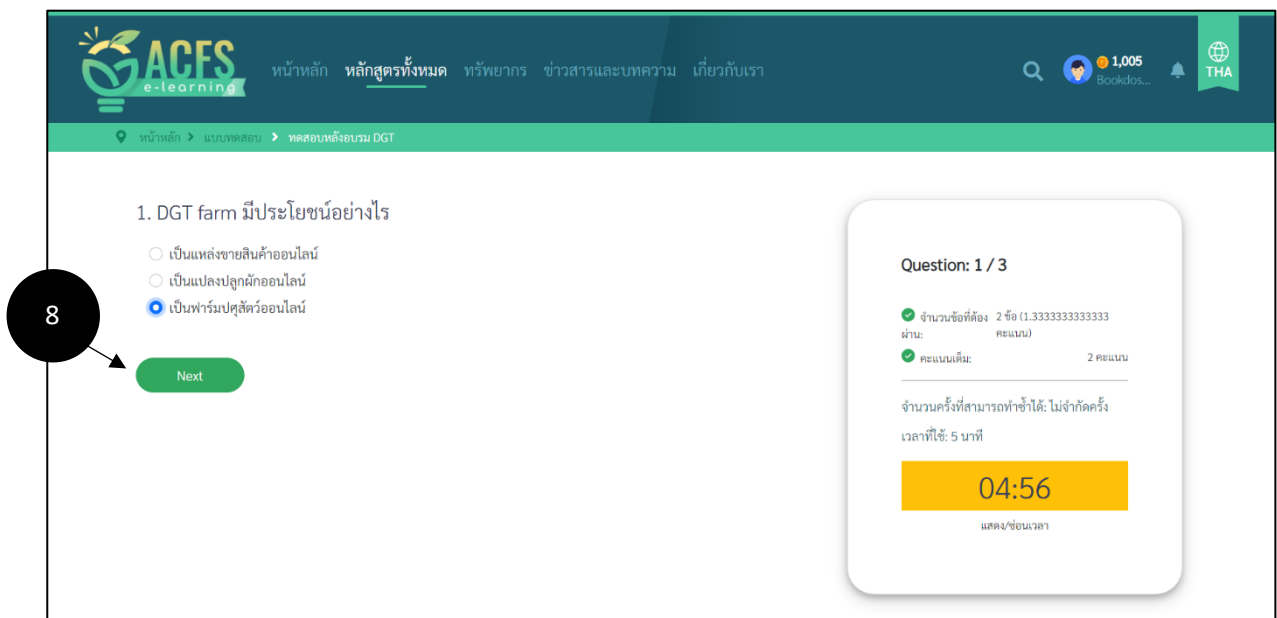 ACFS
e-learning
หน้าหลัก หลักสูตรทั้งหมด ทรัพยากร ข่าวสารและบทความ เกี่ยวกับเรา
1,005
Bookdos...
THA
หน้าหลัก > แบบทดสอบ > ทดสอบหลังอบรม DGT
1. DGT farm มีประโยชน์อย่างไร
เป็นแหล่งขายสินค้าออนไลน์
เป็นแปลงปลูกผักออนไลน์
เป็นฟาร์มปศุสัตว์ออนไลน์
8
Next
Question: 1 / 3
จำนวนข้อที่ต้อง 2 ข้อ (1.3333333333333
ผ่าน: คะแนน)
คะแนนเต็ม: 2 คะแนน
จำนวนครั้งที่สามารถทำซ้ำได้: ไม่จำกัดครั้ง
เวลาที่ใช้: 5 นาที
04:56
แสดง/ซ่อนเวลา